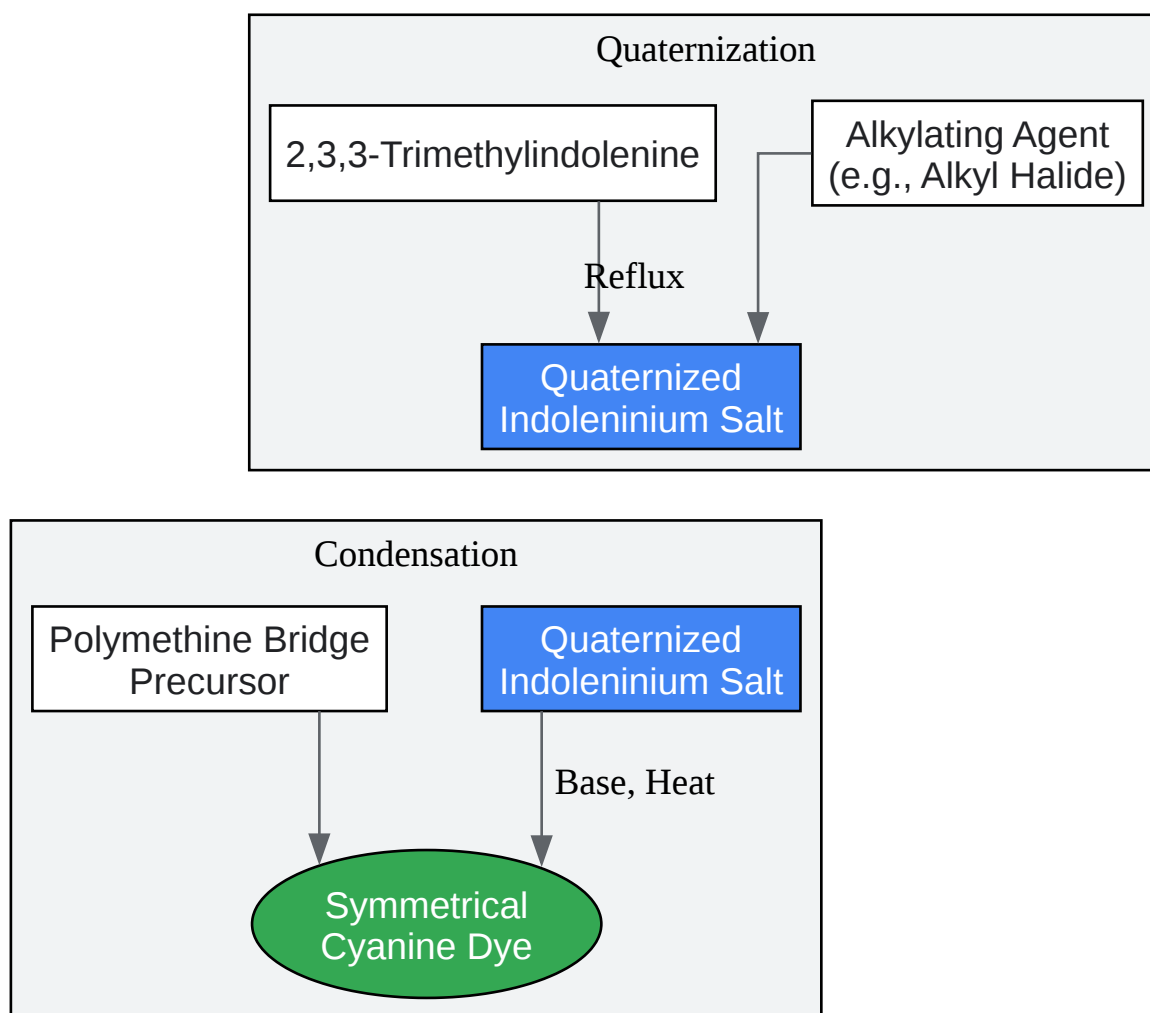 Quaternization
2,3,3-Trimethylindolenine
Alkylating Agent
(e.g., Alkyl Halide)
Reflux
Quaternized
Indoleninium Salt
Condensation
Polymethine Bridge
Precursor
Quaternized
Indoleninium Salt
Base, Heat
Symmetrical
Cyanine Dye